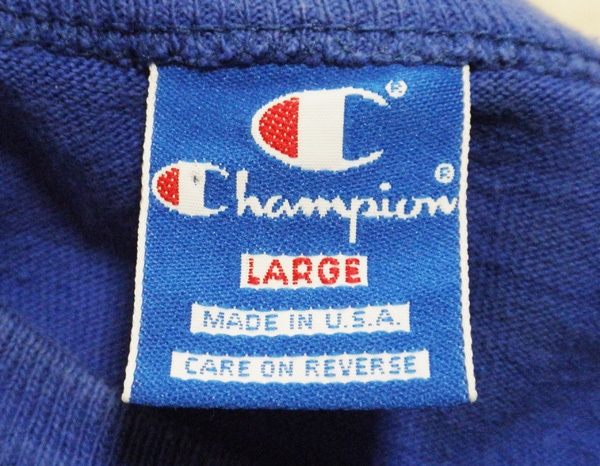 C®
Champion®
LARGE
MADE IN U.S.A.
CARE ON REVERSE